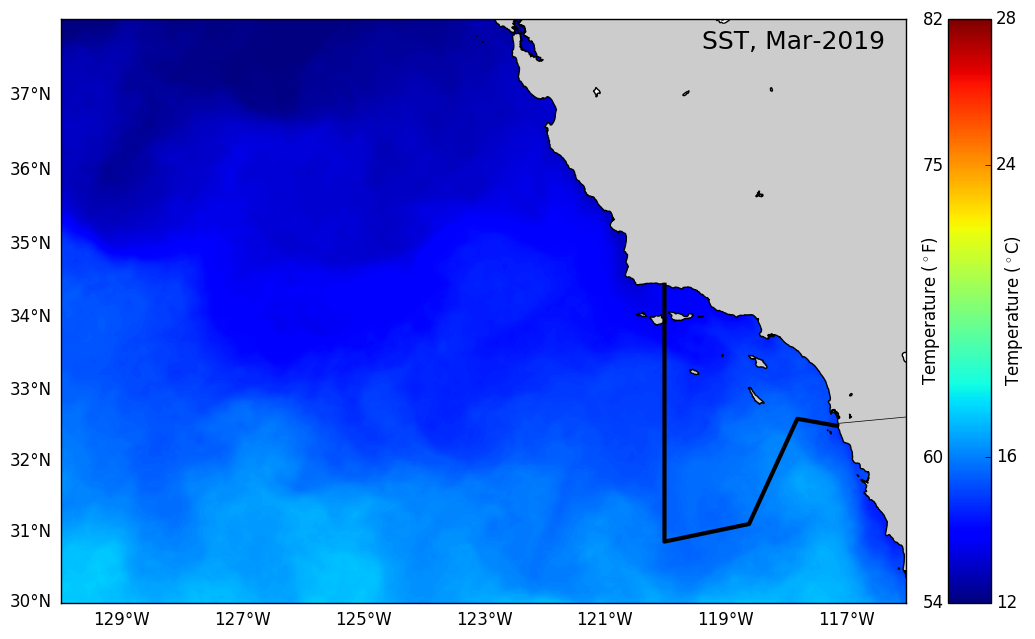 SST, Mar-2019
37°N
36°N
35°N
34°N
33°N
32°N
31°N
30°N
129°W
127°W
125°W
123°W
121°W
119°W
117°W
82
75
60
54
Temperature (°F)
28
24
16
12
Temperature (°C)